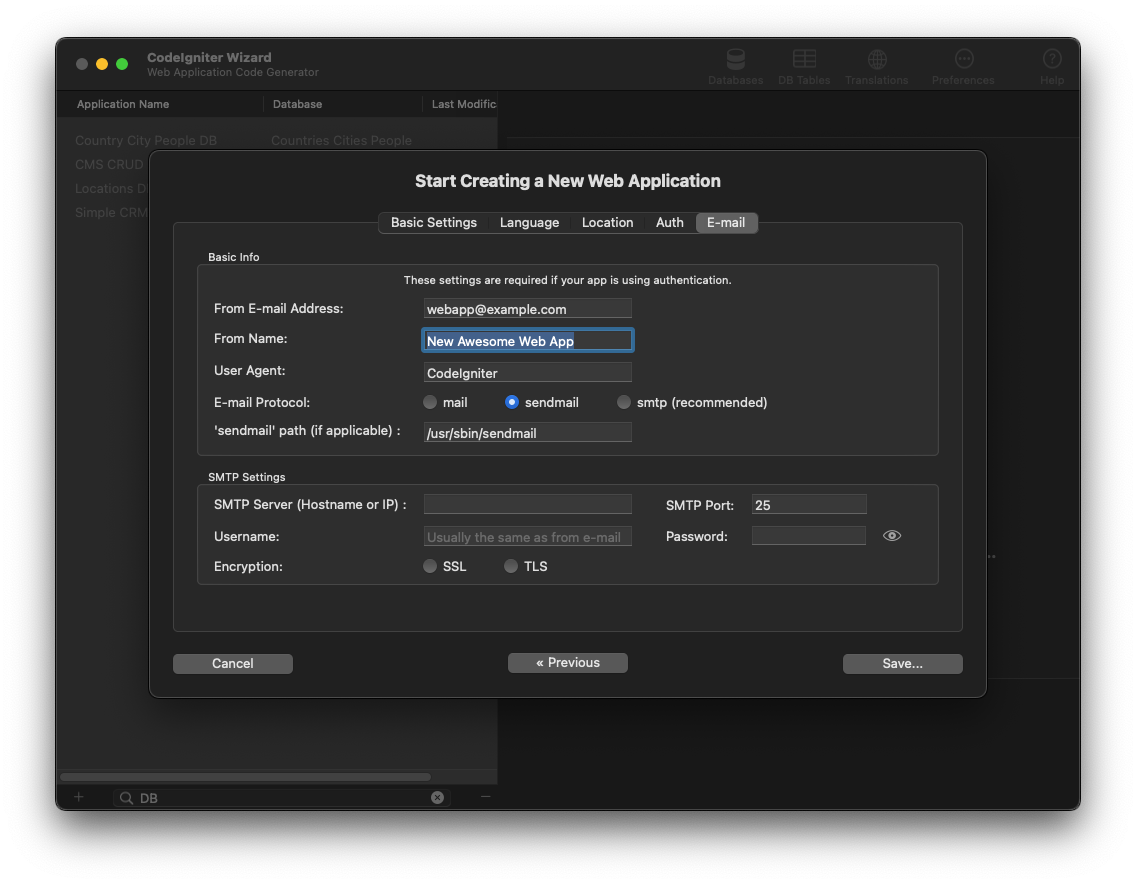 CodeIgniter Wizard
Web Application Code Generator
Databases DB Tables Translations Preferences Help
Application Name Database Last Modific
Country City People DB Countries Cities People
CMS CRUD
Locations D
Simple CRM
Start Creating a New Web Application
Basic Settings Language Location Auth E-mail
Basic Info
These settings are required if your app is using authentication.
From E-mail Address: webapp@example.com
From Name: New Awesome Web App
User Agent: CodeIgniter
E-mail Protocol: mail sendmail smtp (recommended)
'sendmail' path (if applicable) : /usr/sbin/sendmail
SMTP Settings
SMTP Server (Hostname or IP) : SMTP Port: 25
Username: Usually the same as from e-mail Password:
Encryption: SSL TLS
Cancel « Previous Save...
DB